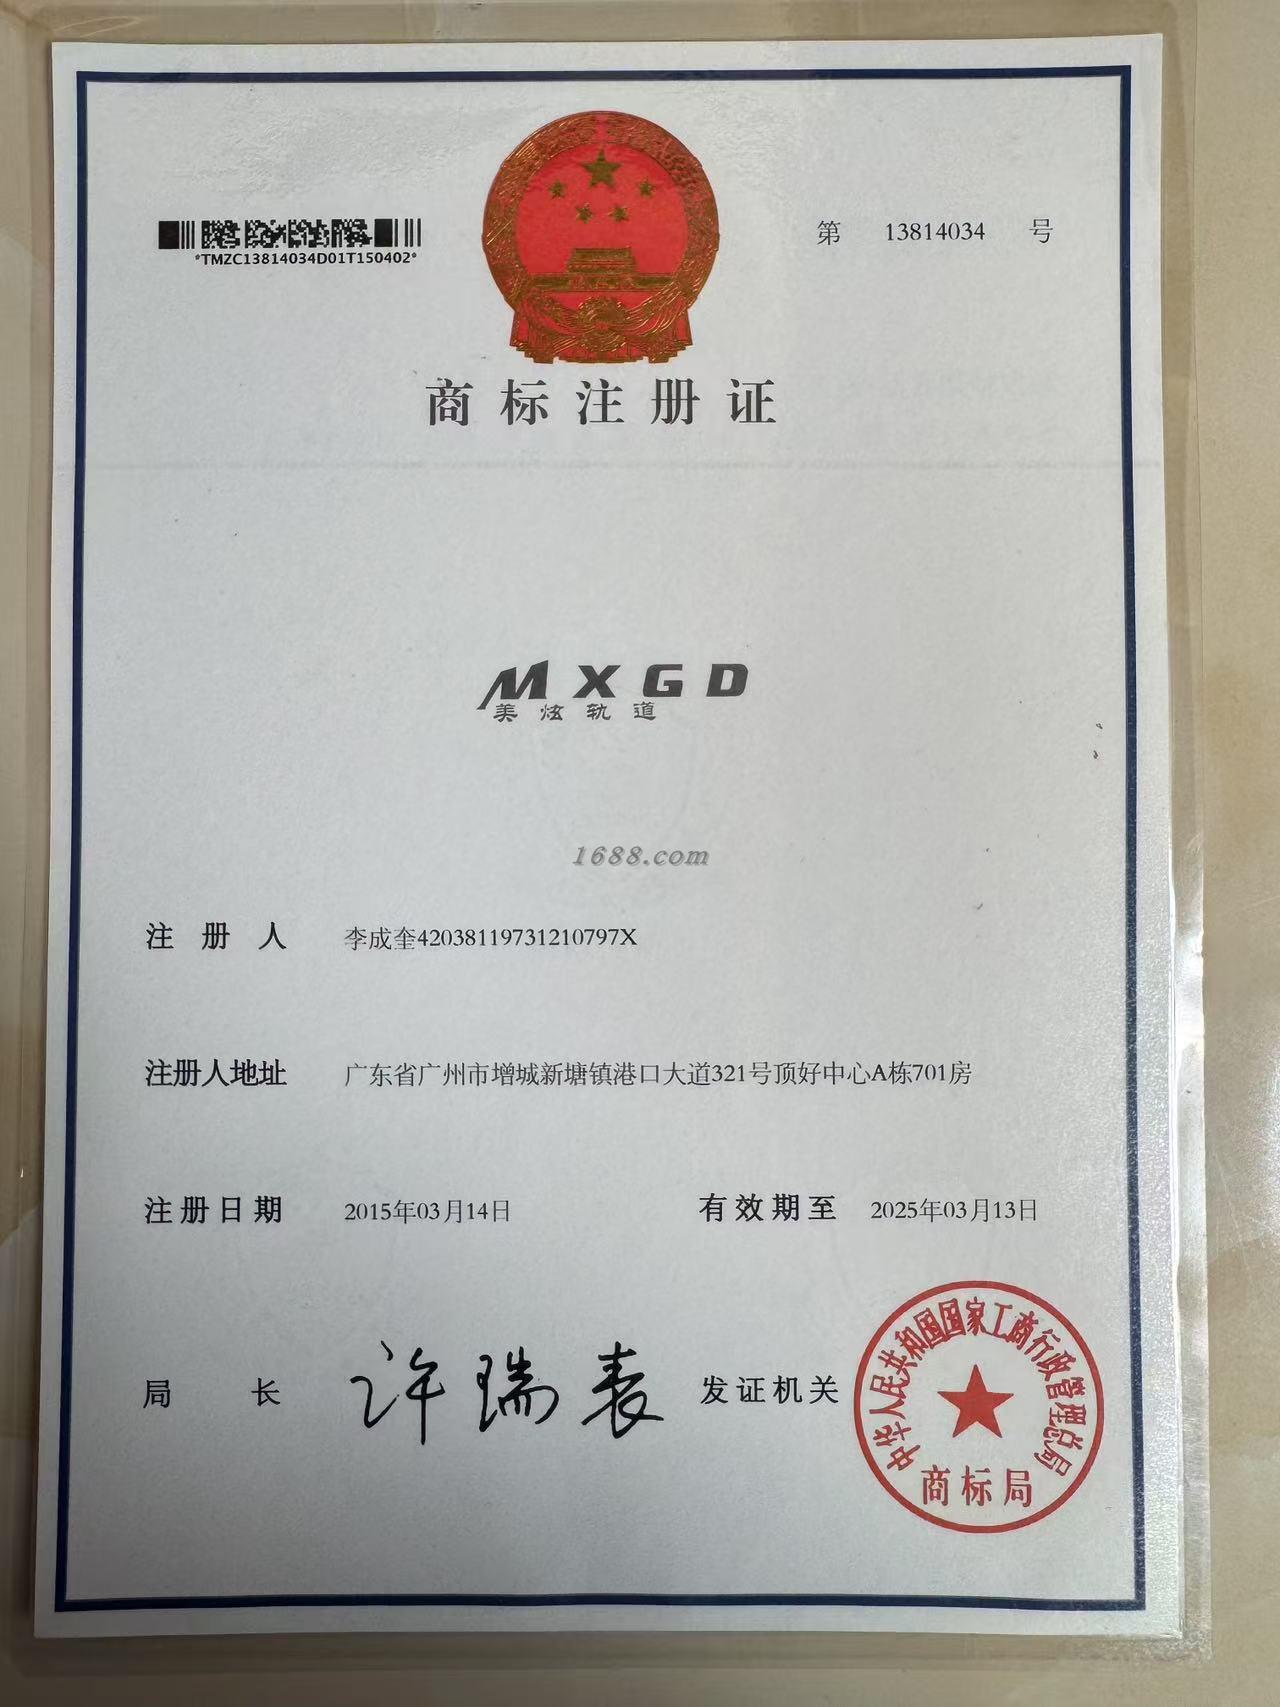 *TMZC13814034D01T150402*
第 13814034 号
商标注册证
MXGD
美炫轨道
1688.com
注册人 李成奎42038119731210797X
注册人地址 广东省广州市增城新塘镇港口大道321号顶好中心A栋701房
注册日期 2015年03月14日 有效期至 2025年03月13日
局长 许瑞表 发证机关
中华人民共和国国家工商行政管理总局
商标局